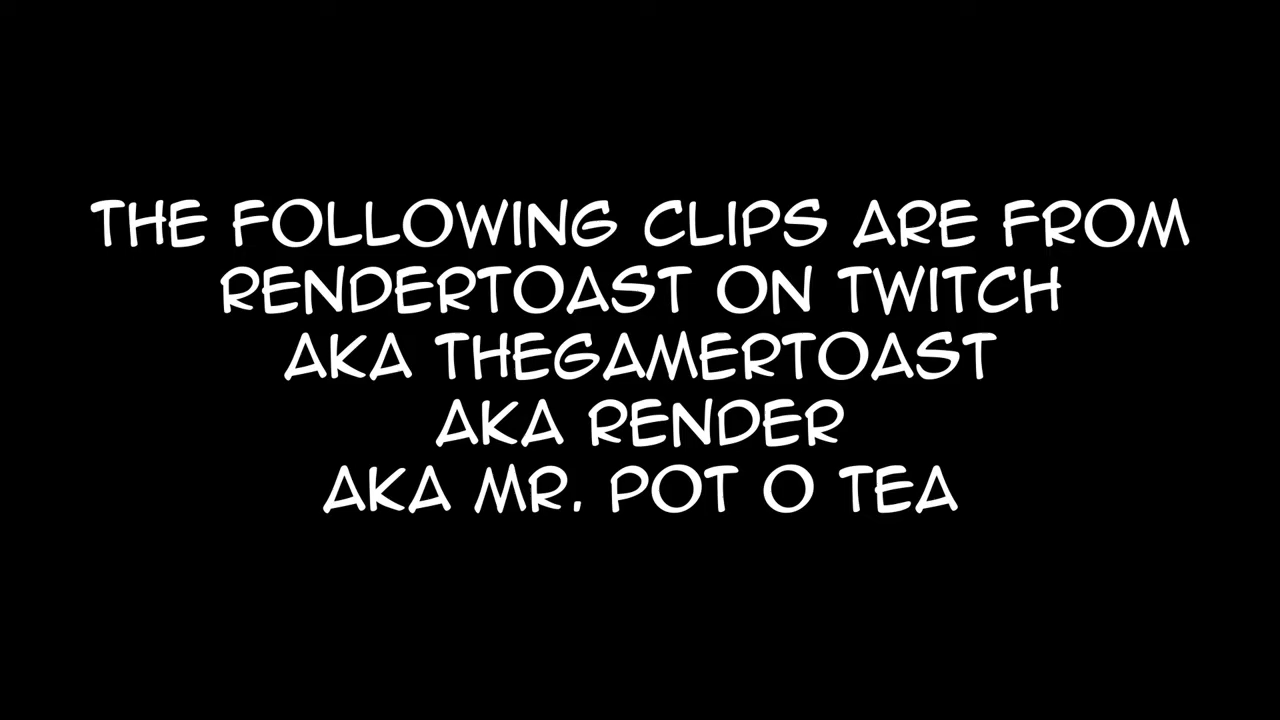 THE FOLLOWING CLIPS ARE FROM
RENDERTOAST ON TWITCH
AKA THEGAMERTOAST
AKA RENDER
AKA MR. POT O TEA